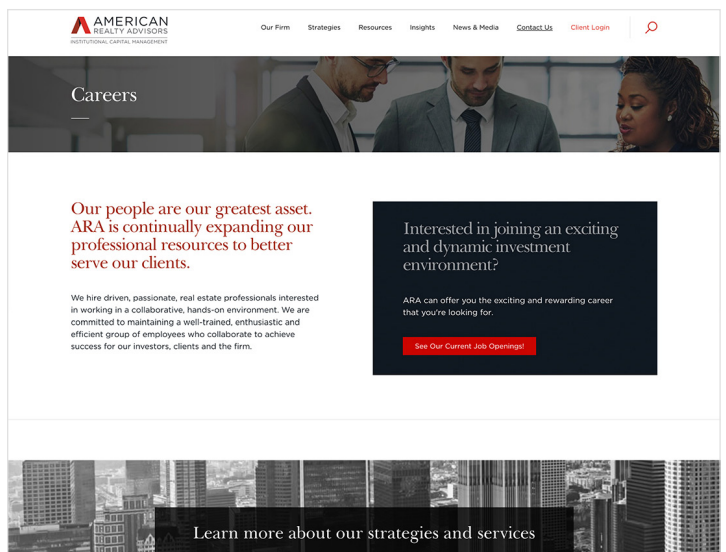 AMERICAN
REALTY ADVISORS
INSTITUTIONAL CAPITAL MANAGEMENT
Our Firm Strategies Resources Insights News & Media Contact Us Client Login
Careers
Our people are our greatest asset.
ARA is continually expanding our
professional resources to better
serve our clients.
We hire driven, passionate, real estate professionals interested
in working in a collaborative, hands-on environment. We are
committed to maintaining a well-trained, enthusiastic and
efficient group of employees who collaborate to achieve
success for our investors, clients and the firm.
Interested in joining an exciting
and dynamic investment
environment?
ARA can offer you the exciting and rewarding career
that you're looking for.
See Our Current Job Openings!
Learn more about our strategies and services